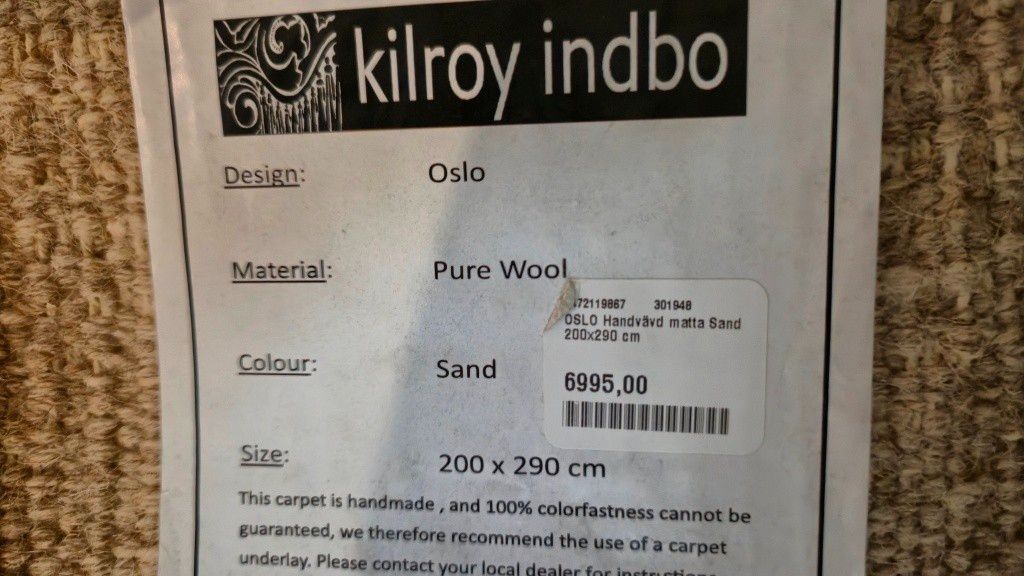 kilroy indbo
Design: Oslo
Material: Pure Wool
72119867 301948
OSLO Handvävd matta Sand
200x290 cm
Colour: Sand
6995,00
Size: 200 x 290 cm
This carpet is handmade , and 100% colorfastness cannot be
guaranteed, we therefore recommend the use of a carpet
underlay. Please contact your local dealer for